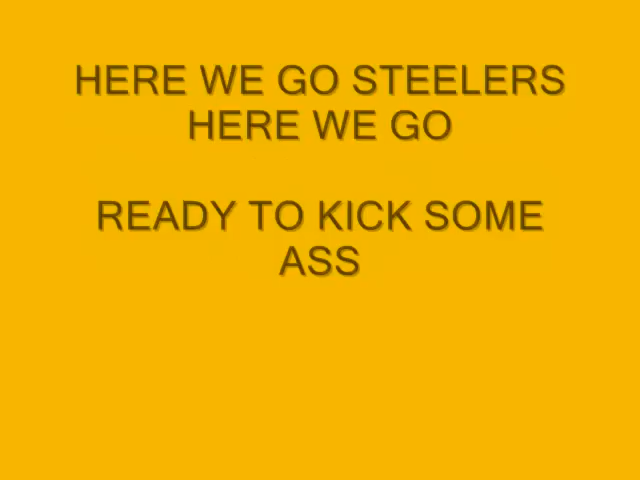 HERE WE GO STEELERS
HERE WE GO
READY TO KICK SOME
ASS